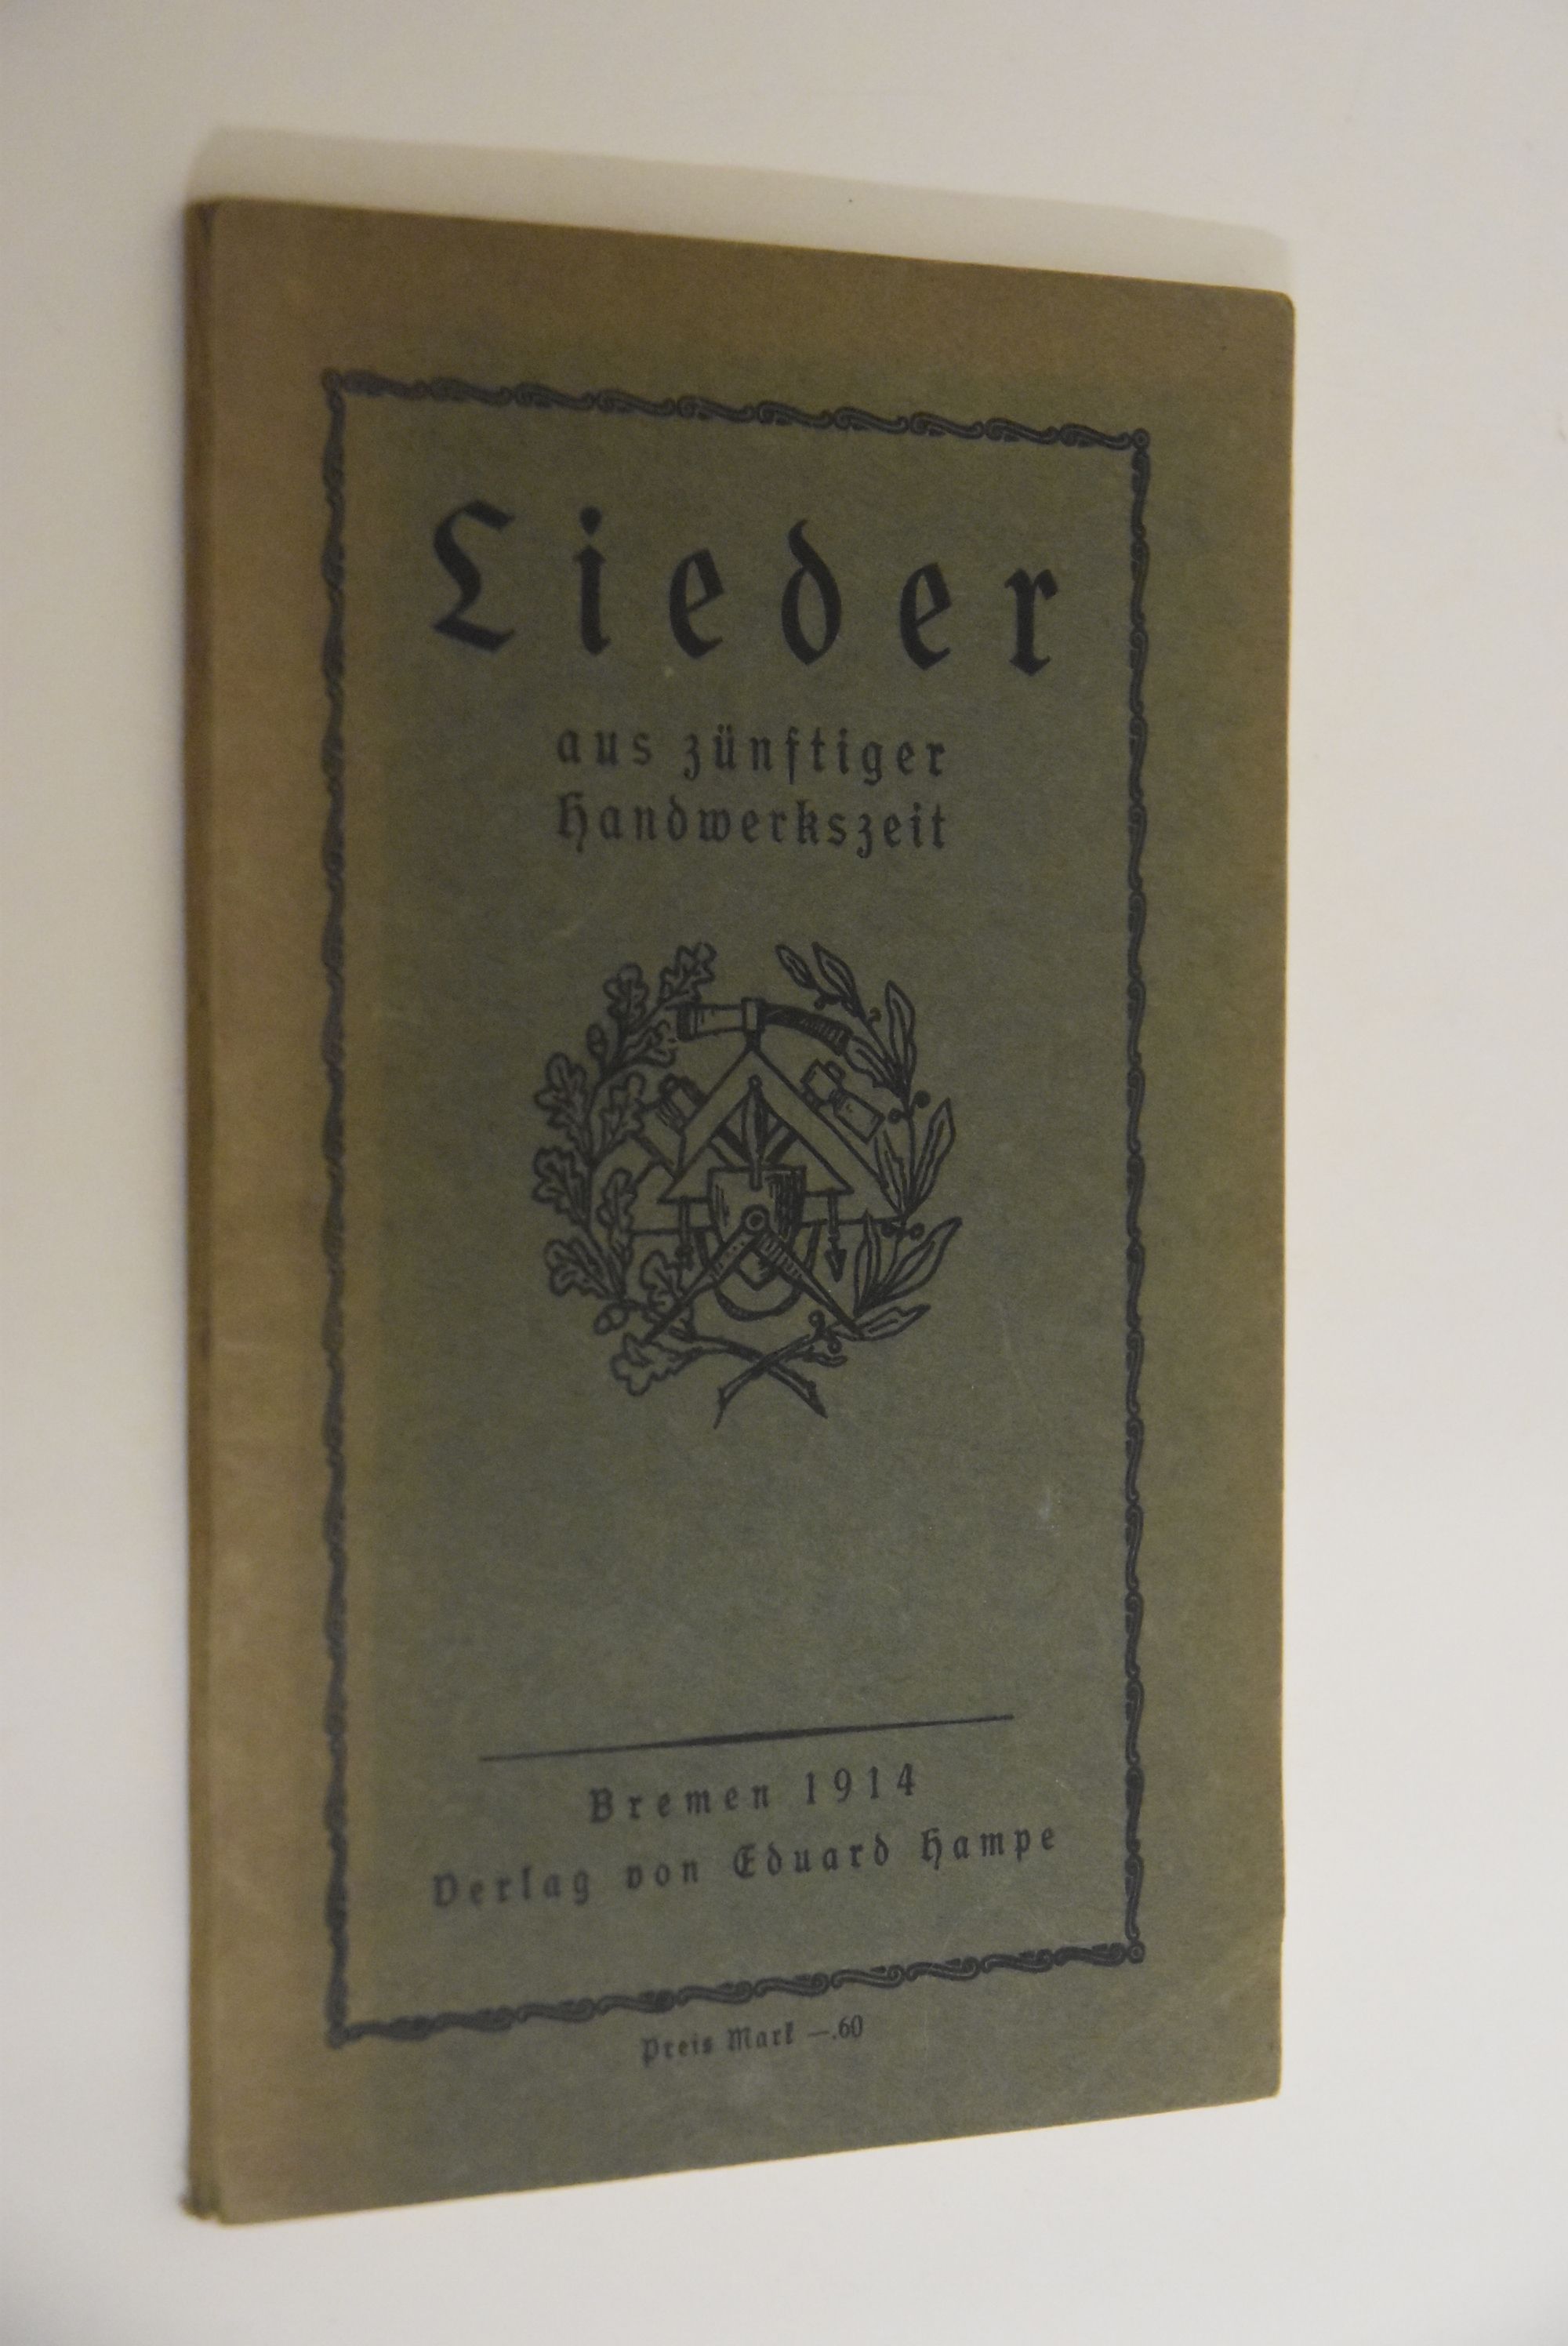 Lieder
aus zünftiger
Handwerkszeit
Bremen 1914
Verlag von Eduard Hampe
Preis Mark —.60